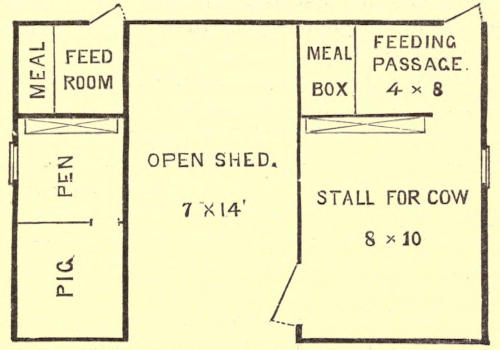 MEAL
FEED
ROOM
MEAL
BOX
FEEDING
PASSAGE.
4 × 8
PEN
OPEN SHED.
7 × 14'
STALL FOR COW
8 × 10
PIG